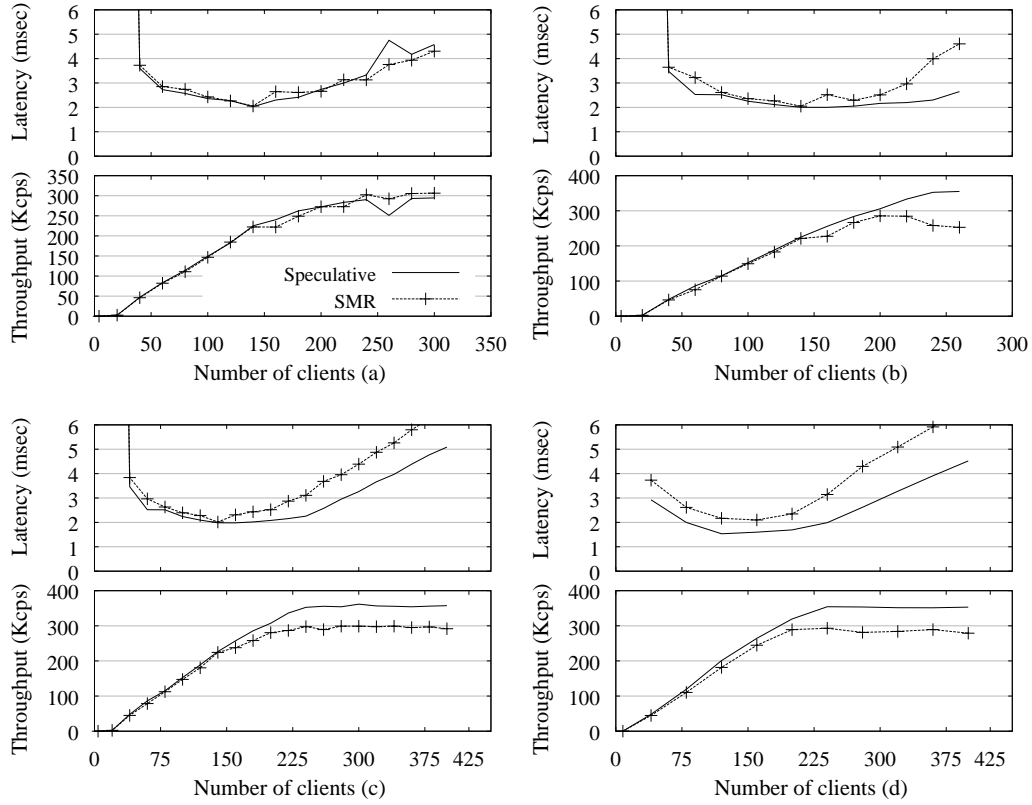 Latency (msec)
6
5
4
3
2
1
0
Throughput (Kcps)
350
300
250
200
150
100
50
0
Speculative
SMR
0 50 100 150 200 250 300 350
Number of clients (a)
Latency (msec)
6
5
4
3
2
1
0
Throughput (Kcps)
400
300
200
100
0
0 50 100 150 200 250 300
Number of clients (b)
Latency (msec)
6
5
4
3
2
1
0
Throughput (Kcps)
400
300
200
100
0
0 75 150 225 300 375 425
Number of clients (c)
Latency (msec)
6
5
4
3
2
1
0
Throughput (Kcps)
400
300
200
100
0
75 150 225 300 375 425
Number of clients (d)